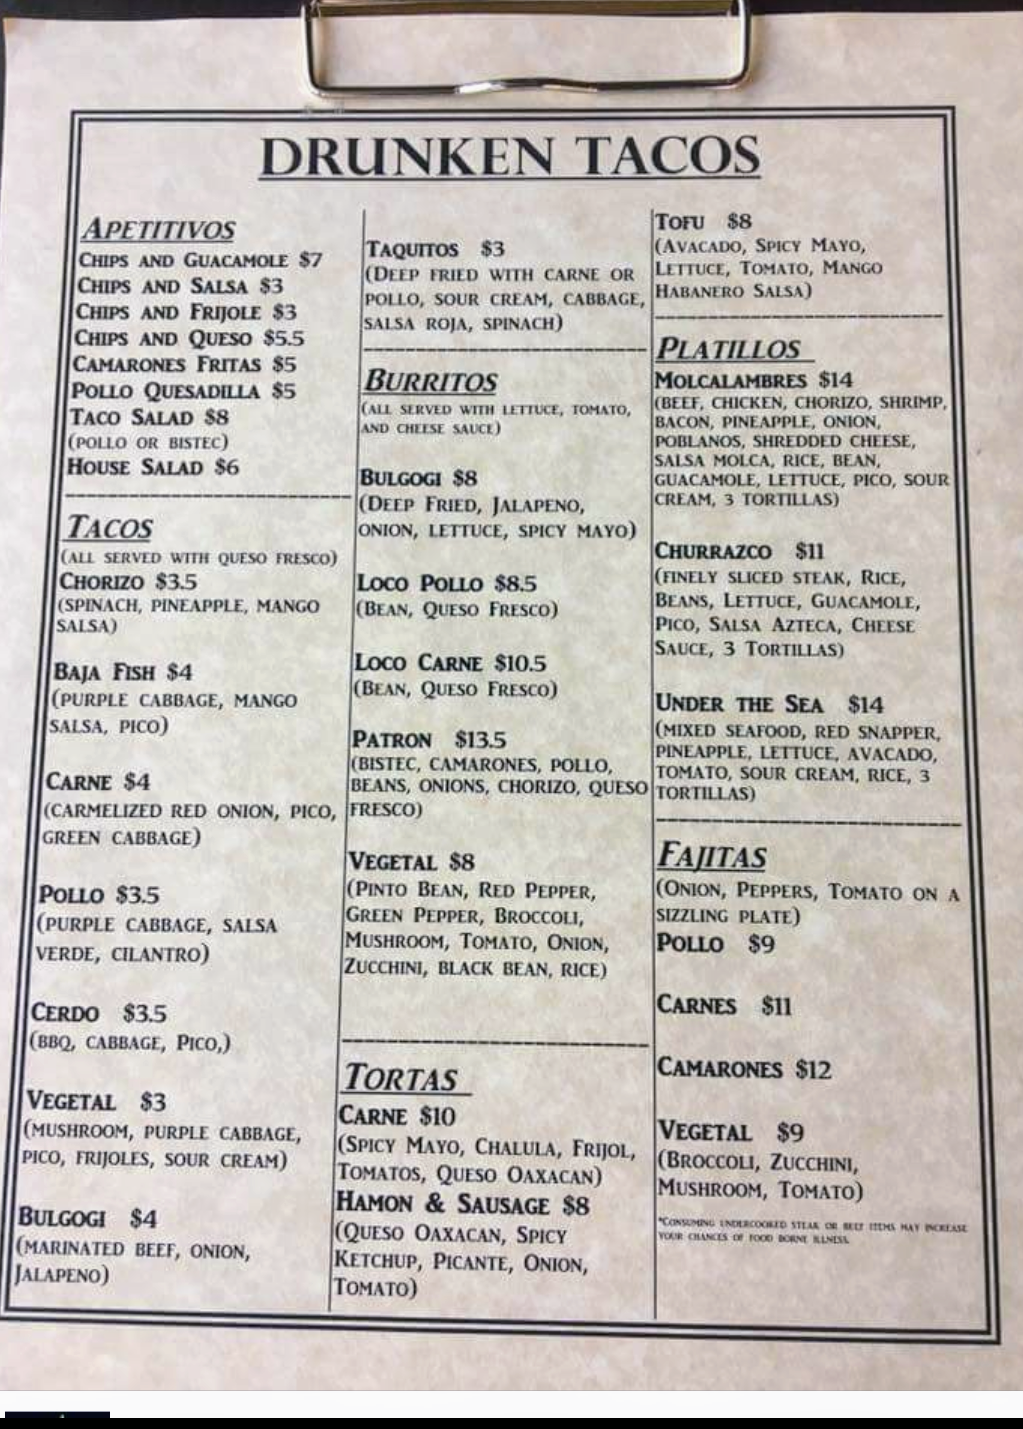 DRUNKEN TACOS
APETITIVOS
CHIPS AND GUACAMOLE $7
CHIPS AND SALSA $3
CHIPS AND FRIJOLE $3
CHIPS AND QUESO $5.5
CAMARONES FRITAS $5
POLLO QUESADILLA $5
TACO SALAD $8
(POLLO OR BISTEC)
HOUSE SALAD $6
TACOS
(ALL SERVED WITH QUESO FRESCO)
CHORIZO $3.5
(SPINACH, PINEAPPLE, MANGO
SALSA)
BAJA FISH $4
(PURPLE CABBAGE, MANGO
SALSA, PICO)
CARNE $4
(CARMELIZED RED ONION, PICO,
GREEN CABBAGE)
POLLO $3.5
(PURPLE CABBAGE, SALSA
VERDE, CILANTRO)
CERDO $3.5
(BBQ, CABBAGE, PICO,)
VEGETAL $3
(MUSHROOM, PURPLE CABBAGE,
PICO, FRIJOLES, SOUR CREAM)
BULGOGI $4
(MARINATED BEEF, ONION,
JALAPENO)
TAQUITOS $3
(DEEP FRIED WITH CARNE OR
POLLO, SOUR CREAM, CABBAGE,
SALSA ROJA, SPINACH)
BURRITOS
(ALL SERVED WITH LETTUCE, TOMATO,
AND CHEESE SAUCE)
BULGOGI $8
(DEEP FRIED, JALAPENO,
ONION, LETTUCE, SPICY MAYO)
LOCO POLLO $8.5
(BEAN, QUESO FRESCO)
LOCO CARNE $10.5
(BEAN, QUESO FRESCO)
PATRON $13.5
(BISTEC, CAMARONES, POLLO,
BEANS, ONIONS, CHORIZO, QUESO
FRESCO)
VEGETAL $8
(PINTO BEAN, RED PEPPER,
GREEN PEPPER, BROCCOLI,
MUSHROOM, TOMATO, ONION,
ZUCCHINI, BLACK BEAN, RICE)
TORTAS
CARNE $10
(SPICY MAYO, CHALULA, FRIJOL,
TOMATOS, QUESO OAXACAN)
HAMON & SAUSAGE $8
(QUESO OAXACAN, SPICY
KETCHUP, PICANTE, ONION,
TOMATO)
TOFU $8
(AVACADO, SPICY MAYO,
LETTUCE, TOMATO, MANGO
HABANERO SALSA)
PLATILLOS
MOLCALAMBRES $14
(BEEF, CHICKEN, CHORIZO, SHRIMP,
BACON, PINEAPPLE, ONION,
POBLANOS, SHREDDED CHEESE,
SALSA MOLCA, RICE, BEAN,
GUACAMOLE, LETTUCE, PICO, SOUR
CREAM, 3 TORTILLAS)
CHURRAZCO $11
(FINELY SLICED STEAK, RICE,
BEANS, LETTUCE, GUACAMOLE,
PICO, SALSA AZTECA, CHEESE
SAUCE, 3 TORTILLAS)
UNDER THE SEA $14
(MIXED SEAFOOD, RED SNAPPER,
PINEAPPLE, LETTUCE, AVACADO,
TOMATO, SOUR CREAM, RICE, 3
TORTILLAS)
FAJITAS
(ONION, PEPPERS, TOMATO ON A
SIZZLING PLATE)
POLLO $9
CARNES $11
CAMARONES $12
VEGETAL $9
(BROCCOLI, ZUCCHINI,
MUSHROOM, TOMATO)
*CONSUMING UNDERCOOKED STEAK OR BEEF ITEMS MAY INCREASE
YOUR CHANCES OF FOOD BORNE ILLNESS.